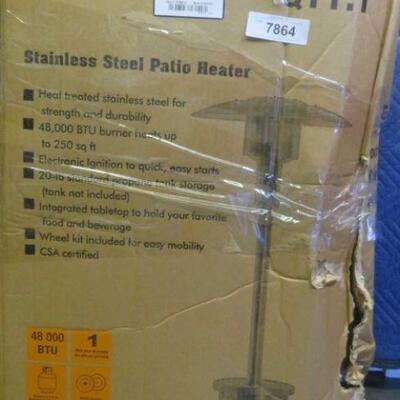 QTY.1
7864
Stainless Steel Patio Heater
Heat treated stainless steel for
strength and durability
48,000 BTU burner heats up
to 250 sq ft
Electronic Ignition to quick, easy starts
20-lb standard propane tank storage
(tank not included)
Integrated tabletop to hold your favorite
food and beverage
Wheel kit included for easy mobility
CSA certified
48 000
BTU
1